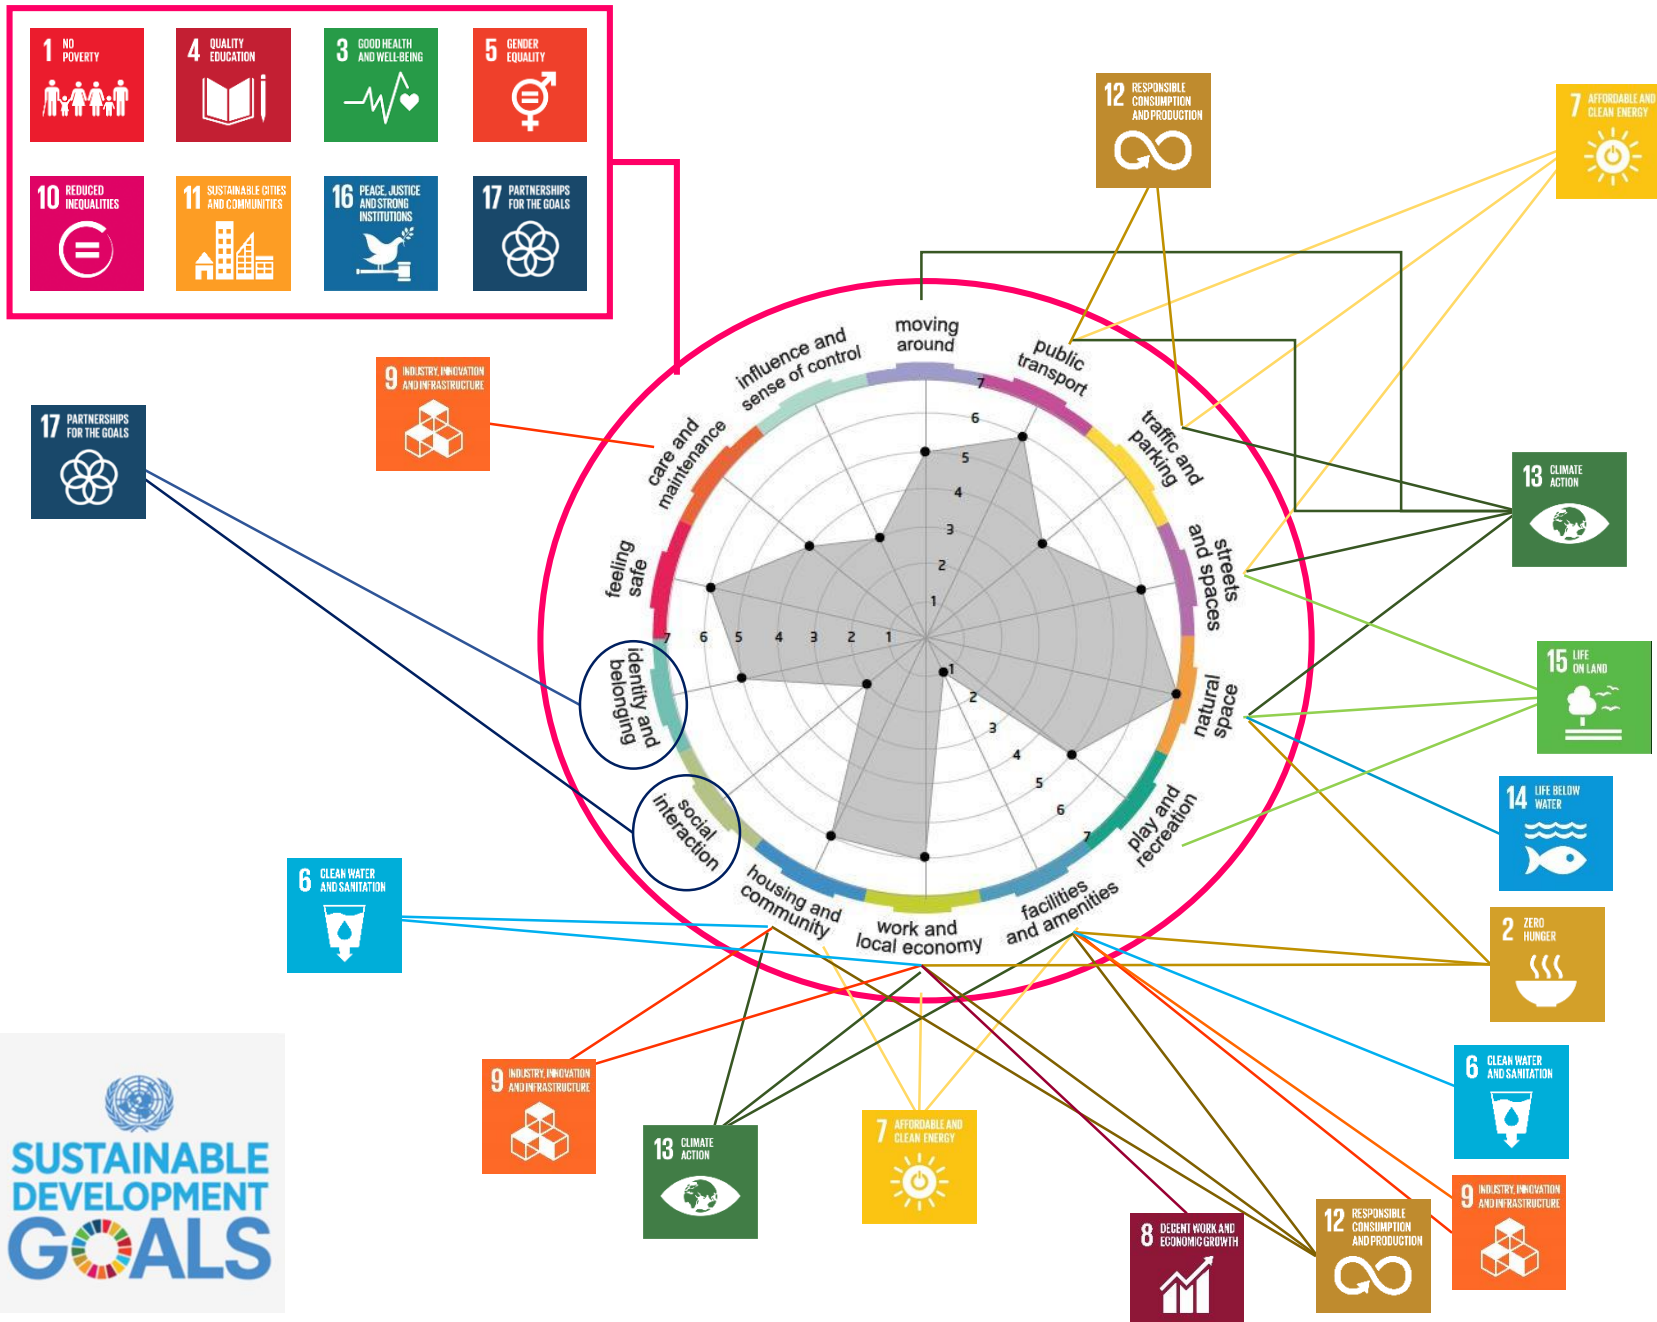 1 NO
POVERTY
4 QUALITY
EDUCATION
3 GOOD HEALTH
AND WELL-BEING
5 GENDER
EQUALITY
10 REDUCED
INEQUALITIES
11 SUSTAINABLE CITIES
AND COMMUNITIES
16 PEACE, JUSTICE
AND STRONG
INSTITUTIONS
17 PARTNERSHIPS
FOR THE GOALS
12 RESPONSIBLE
CONSUMPTION
AND PRODUCTION
7 AFFORDABLE AND
CLEAN ENERGY
9 INDUSTRY, INNOVATION
AND INFRASTRUCTURE
17 PARTNERSHIPS
FOR THE GOALS
13 CLIMATE
ACTION
15 LIFE
ON LAND
14 LIFE BELOW
WATER
2 ZERO
HUNGER
6 CLEAN WATER
AND SANITATION
9 INDUSTRY, INNOVATION
AND INFRASTRUCTURE
12 RESPONSIBLE
CONSUMPTION
AND PRODUCTION
8 DECENT WORK AND
ECONOMIC GROWTH
7 AFFORDABLE AND
CLEAN ENERGY
13 CLIMATE
ACTION
9 INDUSTRY, INNOVATION
AND INFRASTRUCTURE
6 CLEAN WATER
AND SANITATION
moving
around
public
transport
traffic and
parking
streets
and spaces
natural
space
play and
recreation
facilities
and amenities
work and
local economy
housing and
community
social
interaction
identity and
belonging
feeling
safe
care and
maintenance
influence and
sense of control
7
6
5
4
3
2
1
7 6 5 4 3 2 1
1
2
3
4
5
6
7
SUSTAINABLE
DEVELOPMENT
GOALS